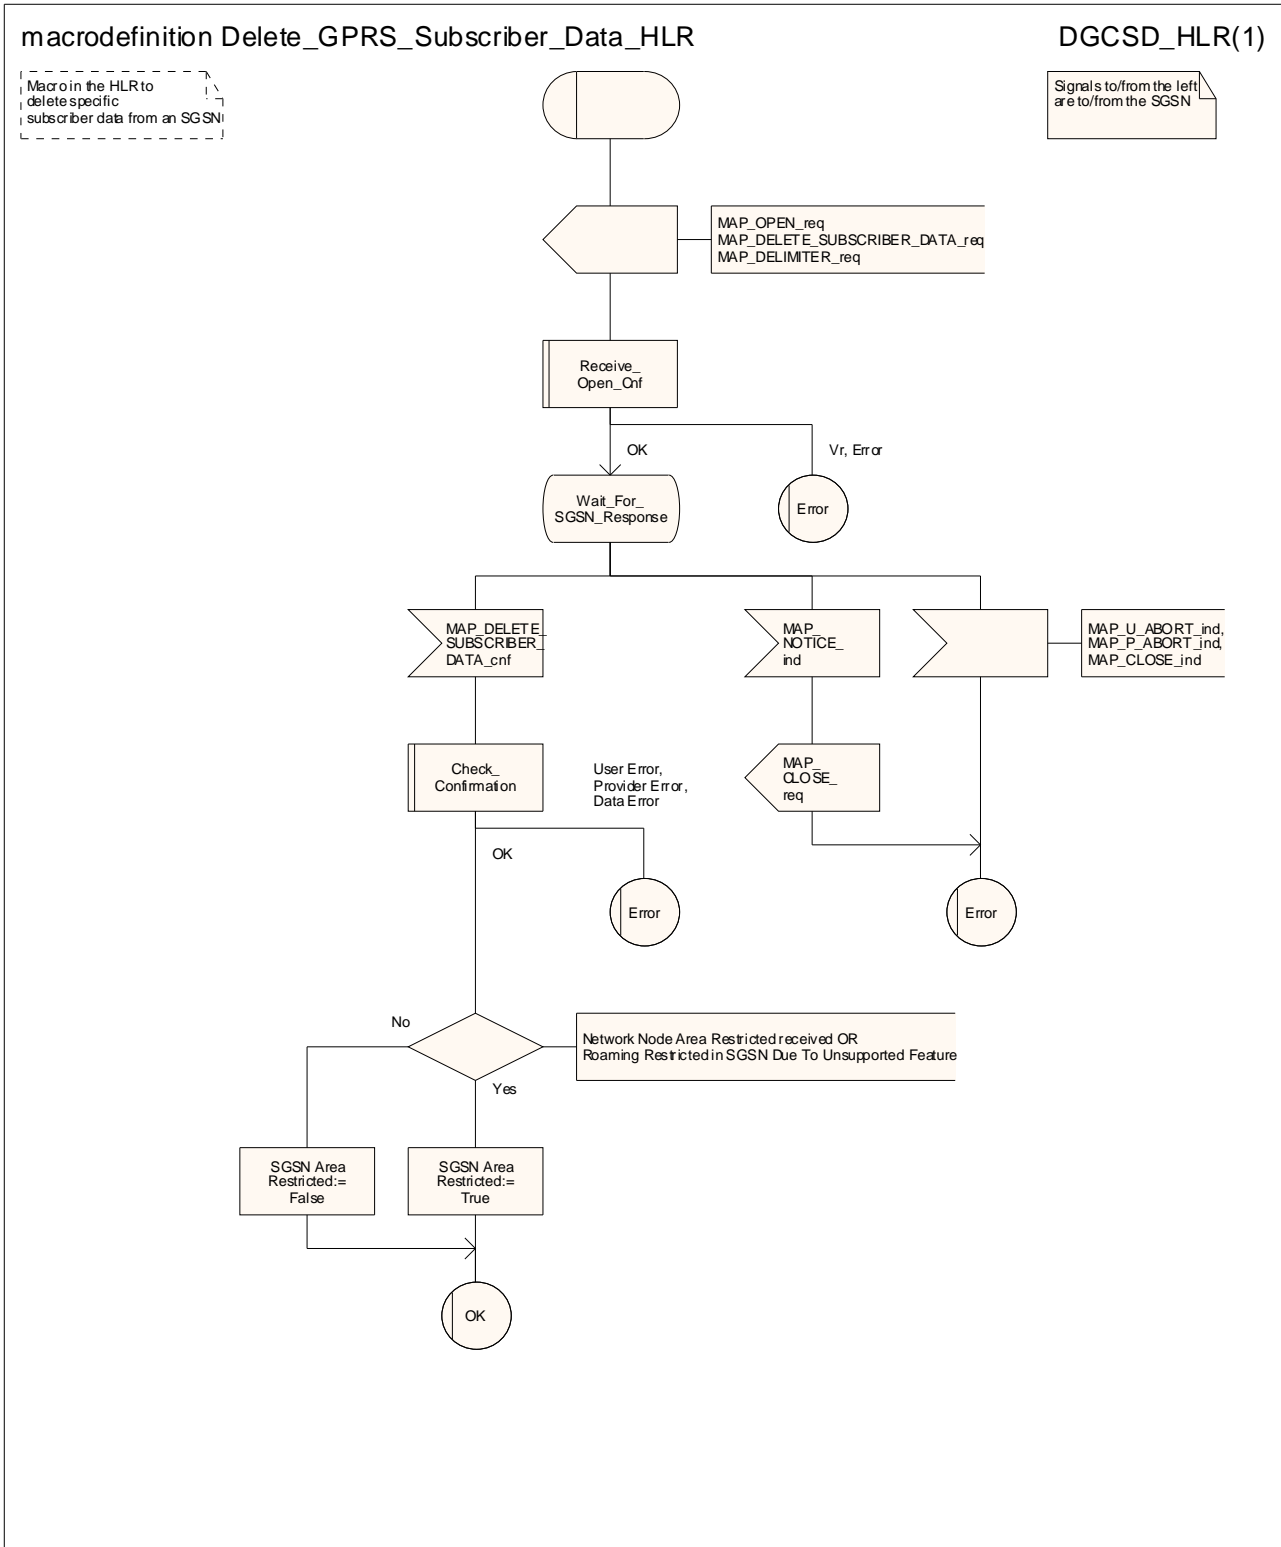 macrodefinition Delete_GPRS_Subscriber_Data_HLR
DGCSD_HLR(1)
Macro in the HLR to
delete specific
subscriber data from an SGSN
Signals to/from the left
are to/from the SGSN
MAP_OPEN_req
MAP_DELETE_SUBSCRIBER_DATA_req
MAP_DELIMITER_req
Receive_
Open_Cnf
OK
Vr, Error
Wait_For_
SGSN_Response
Error
MAP_DELETE_
SUBSCRIBER_
DATA_cnf
MAP_
NOTICE_
ind
MAP_U_ABORT_ind,
MAP_P_ABORT_ind,
MAP_CLOSE_ind
Check_
Confirmation
User Error,
Provider Error,
Data Error
MAP_
CLOSE_
req
OK
Error
Error
No
Network Node Area Restricted received OR
Roaming Restricted in SGSN Due To Unsupported Feature
Yes
SGSN Area
Restricted:=
False
SGSN Area
Restricted:=
True
OK